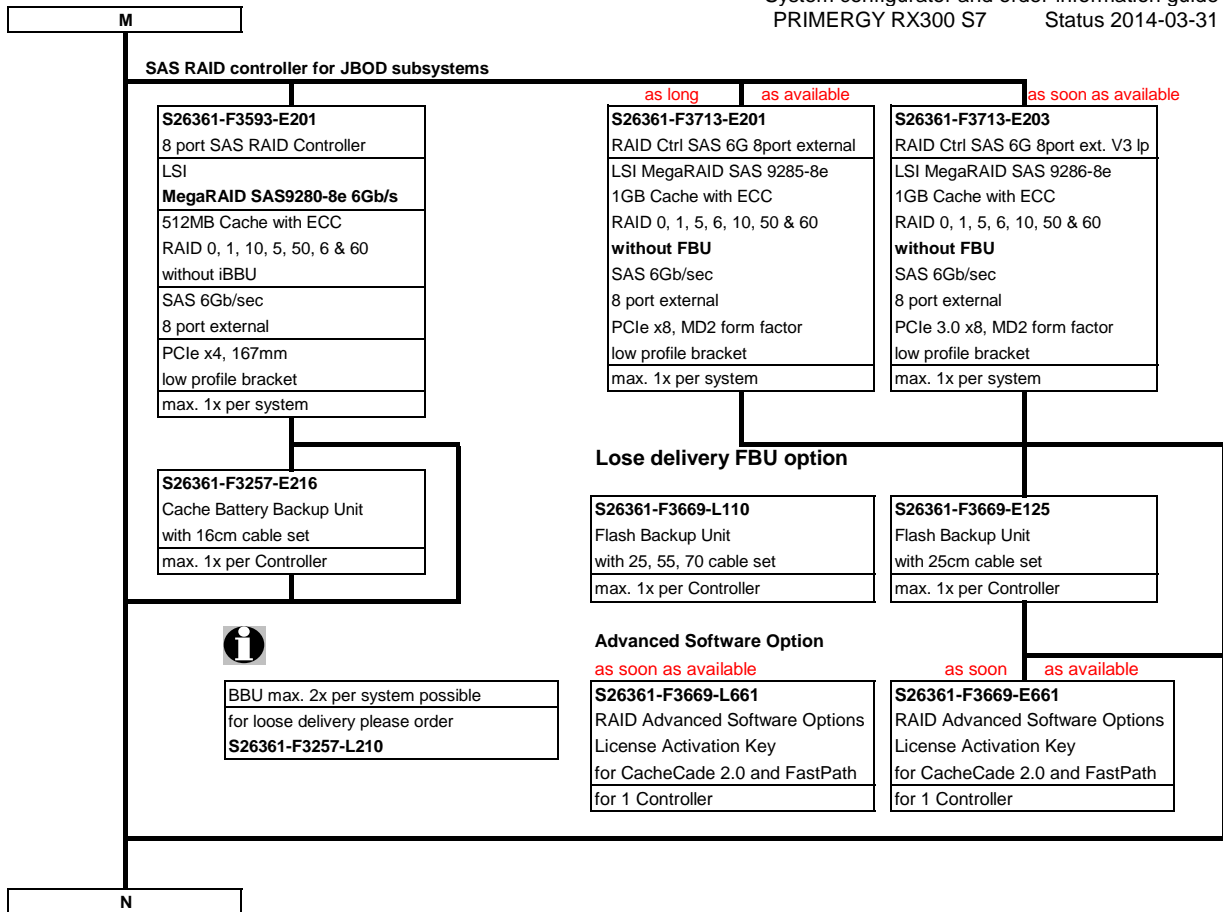 System configurator and order information guide
PRIMERGY RX300 S7 Status 2014-03-31
M
SAS RAID controller for JBOD subsystems
S26361-F3593-E201
8 port SAS RAID Controller
LSI
MegaRAID SAS9280-8e 6Gb/s
512MB Cache with ECC
RAID 0, 1, 10, 5, 50, 6 & 60
without iBBU
SAS 6Gb/sec
8 port external
PCIe x4, 167mm
low profile bracket
max. 1x per system
as long as available
S26361-F3713-E201
RAID Ctrl SAS 6G 8port external
LSI MegaRAID SAS 9285-8e
1GB Cache with ECC
RAID 0, 1, 5, 6, 10, 50 & 60
without FBU
SAS 6Gb/sec
8 port external
PCIe x8, MD2 form factor
low profile bracket
max. 1x per system
as soon as available
S26361-F3713-E203
RAID Ctrl SAS 6G 8port ext. V3 lp
LSI MegaRAID SAS 9286-8e
1GB Cache with ECC
RAID 0, 1, 5, 6, 10, 50 & 60
without FBU
SAS 6Gb/sec
8 port external
PCIe 3.0 x8, MD2 form factor
low profile bracket
max. 1x per system
S26361-F3257-E216
Cache Battery Backup Unit
with 16cm cable set
max. 1x per Controller
Lose delivery FBU option
S26361-F3669-L110
Flash Backup Unit
with 25, 55, 70 cable set
max. 1x per Controller
S26361-F3669-E125
Flash Backup Unit
with 25cm cable set
max. 1x per Controller
BBU max. 2x per system possible
for loose delivery please order
S26361-F3257-L210
Advanced Software Option
as soon as available
S26361-F3669-L661
RAID Advanced Software Options
License Activation Key
for CacheCade 2.0 and FastPath
for 1 Controller
as soon as available
S26361-F3669-E661
RAID Advanced Software Options
License Activation Key
for CacheCade 2.0 and FastPath
for 1 Controller
N